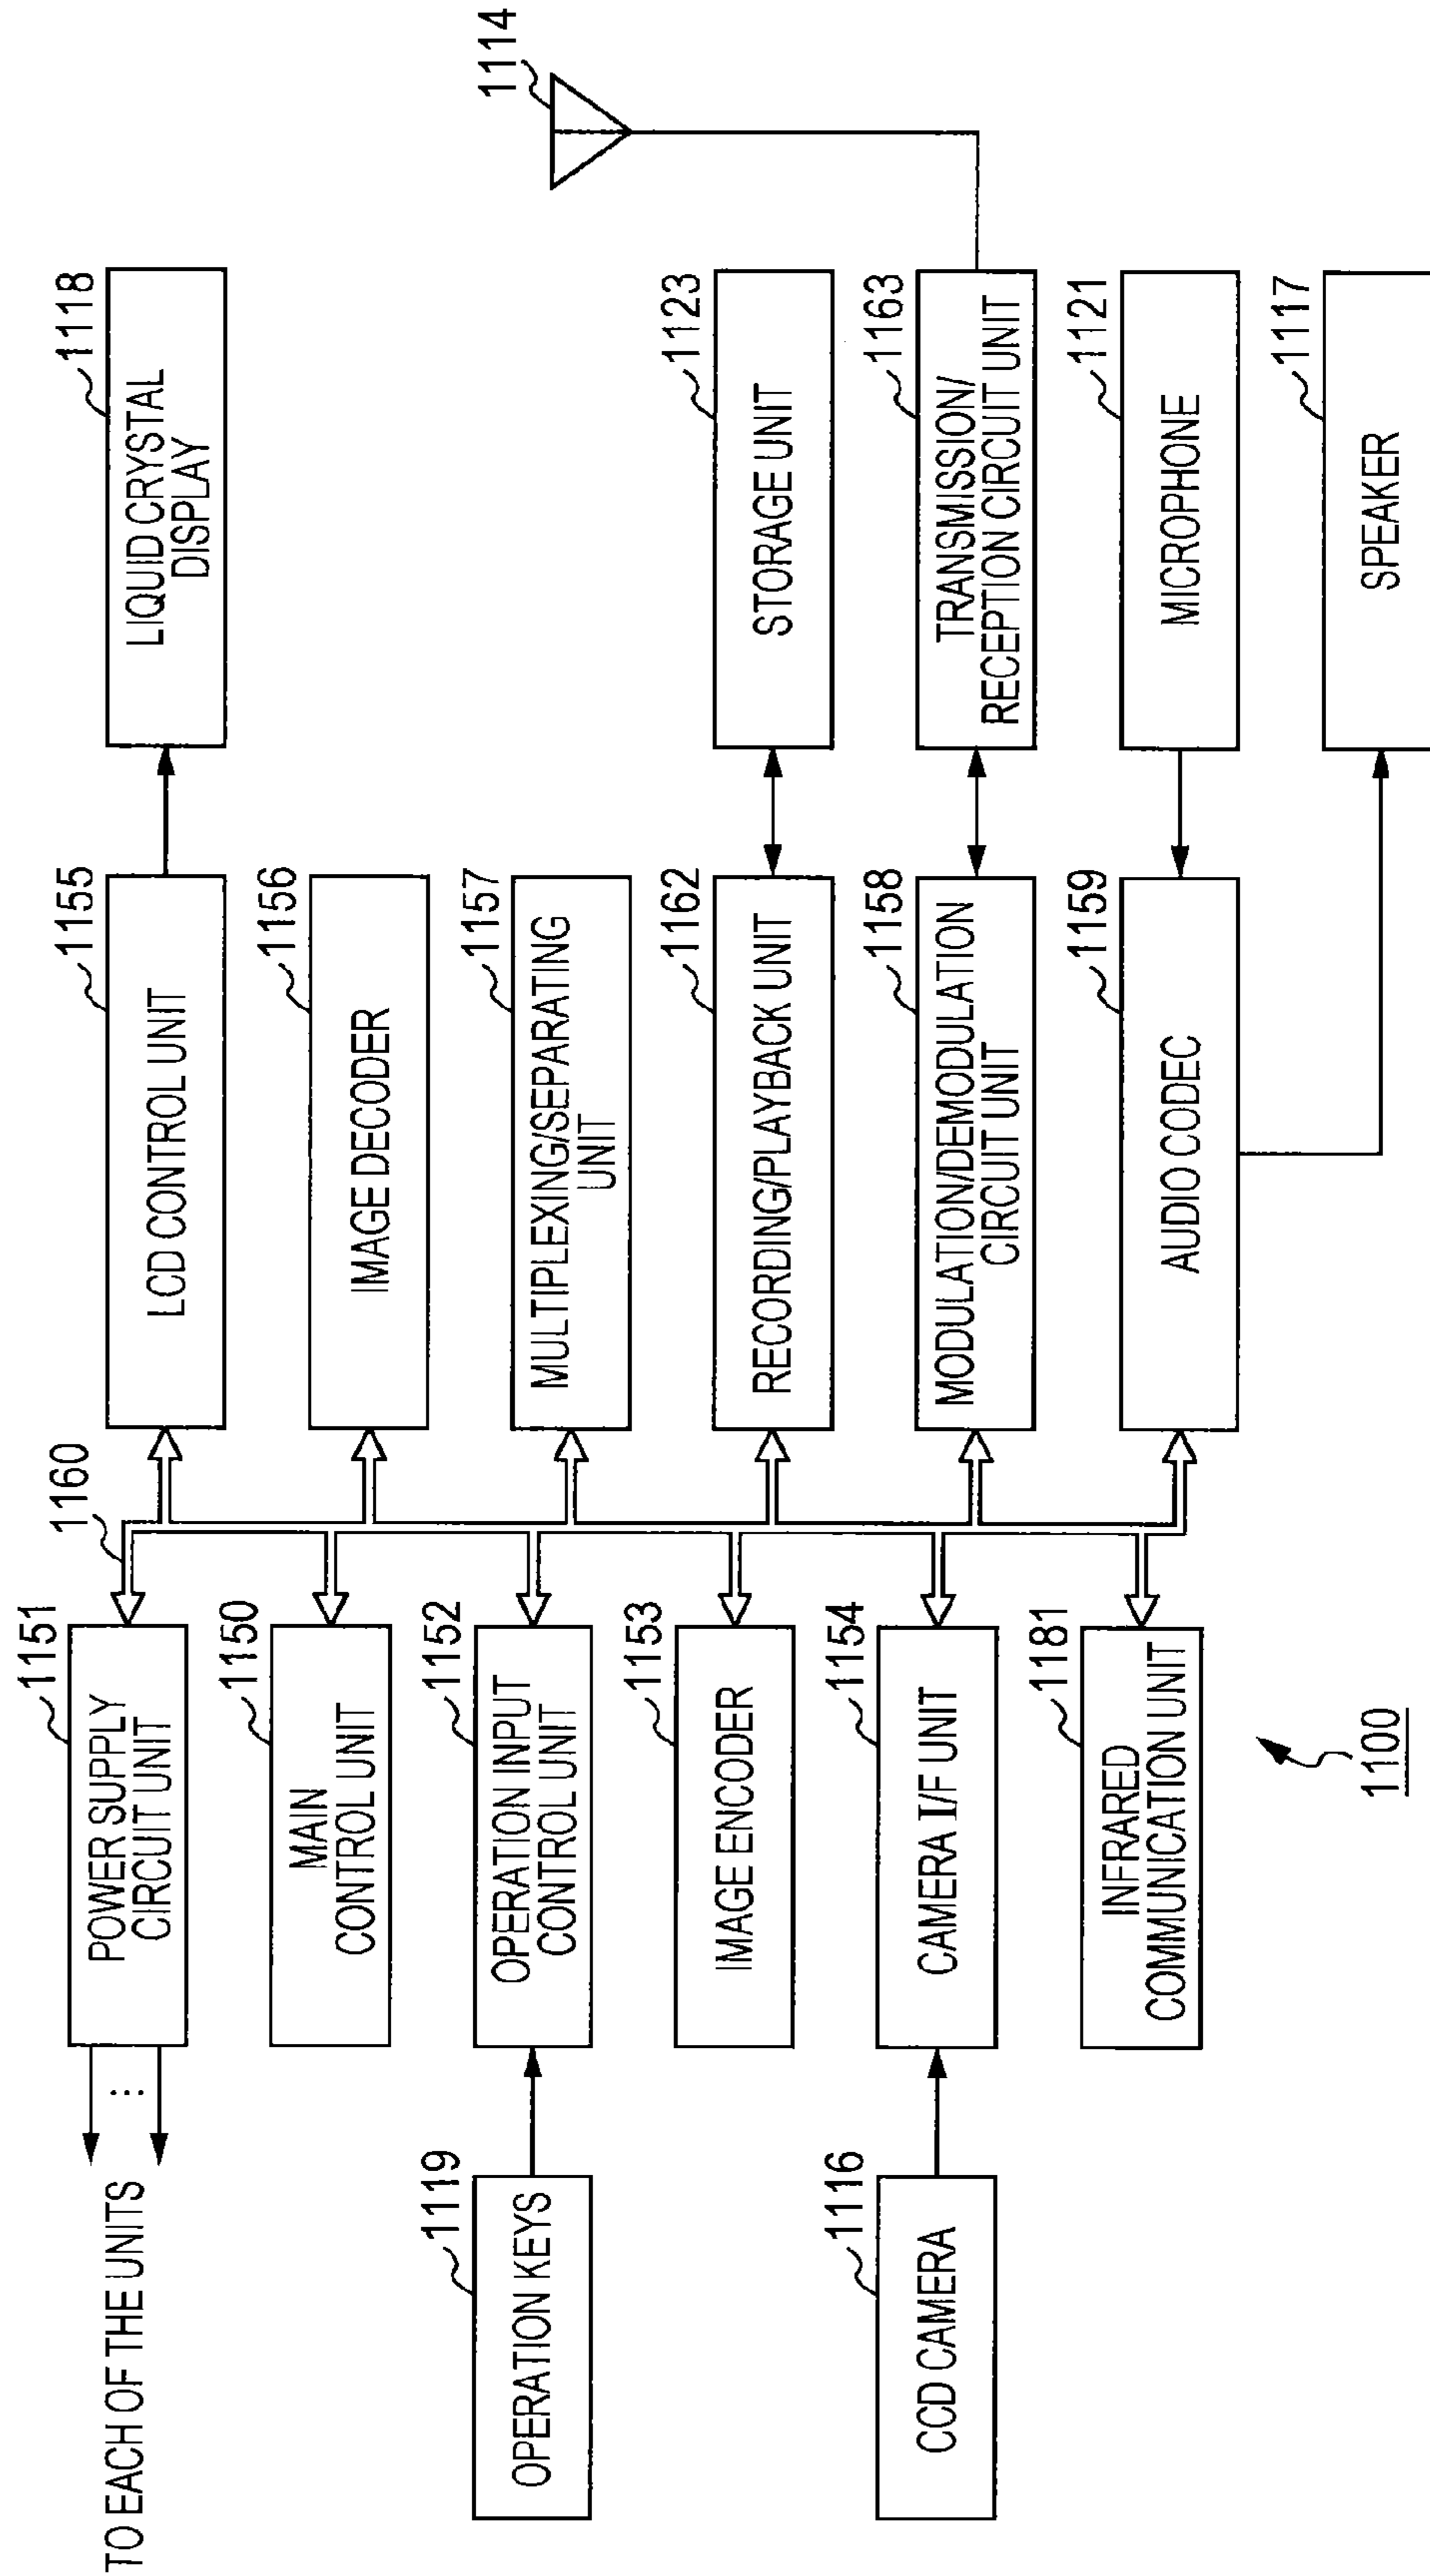 TO EACH OF THE UNITS
1151
POWER SUPPLY
CIRCUIT UNIT
1160
1155
LCD CONTROL UNIT
1118
LIQUID CRYSTAL
DISPLAY
1150
MAIN
CONTROL UNIT
1156
IMAGE DECODER
1119
OPERATION KEYS
1152
OPERATION INPUT
CONTROL UNIT
1157
MULTIPLEXING/SEPARATING
UNIT
1114
1153
IMAGE ENCODER
1162
RECORDING/PLAYBACK UNIT
1123
STORAGE UNIT
1116
CCD CAMERA
1154
CAMERA I/F UNIT
1158
MODULATION/DEMODULATION
CIRCUIT UNIT
1163
TRANSMISSION/
RECEPTION CIRCUIT UNIT
1181
INFRARED
COMMUNICATION UNIT
1159
AUDIO CODEC
1121
MICROPHONE
1117
SPEAKER
1100